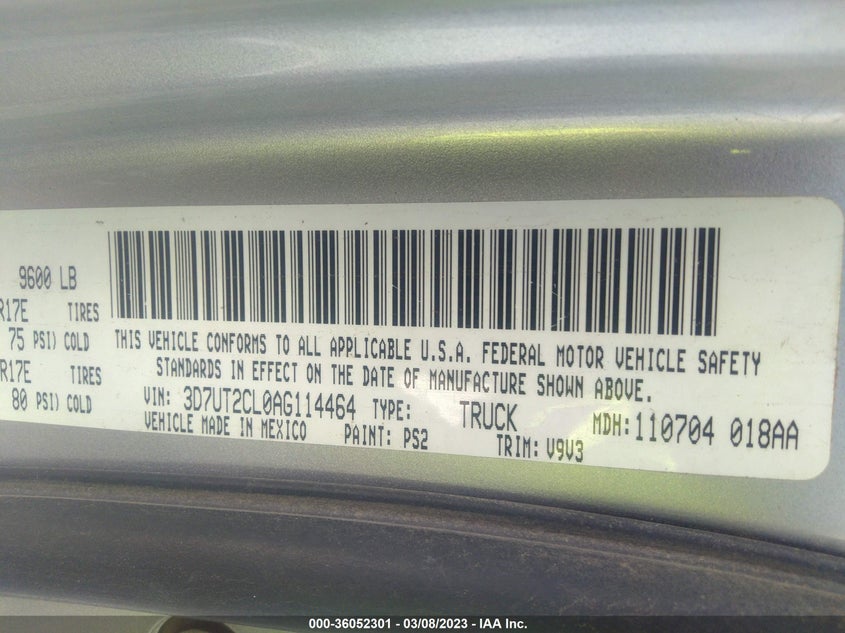 9600 LB
R17E TIRES
75 PSI) COLD
R17E TIRES
80 PSI) COLD
THIS VEHICLE CONFORMS TO ALL APPLICABLE U.S.A. FEDERAL MOTOR VEHICLE SAFETY
STANDARDS IN EFFECT ON THE DATE OF MANUFACTURE SHOWN ABOVE.
VIN: 3D7UT2CL0AG114464 TYPE: TRUCK MDH:110704 018AA
VEHICLE MADE IN MEXICO PAINT: PS2 TRIM: V9V3
000-36052301 - 03/08/2023 - IAA Inc.